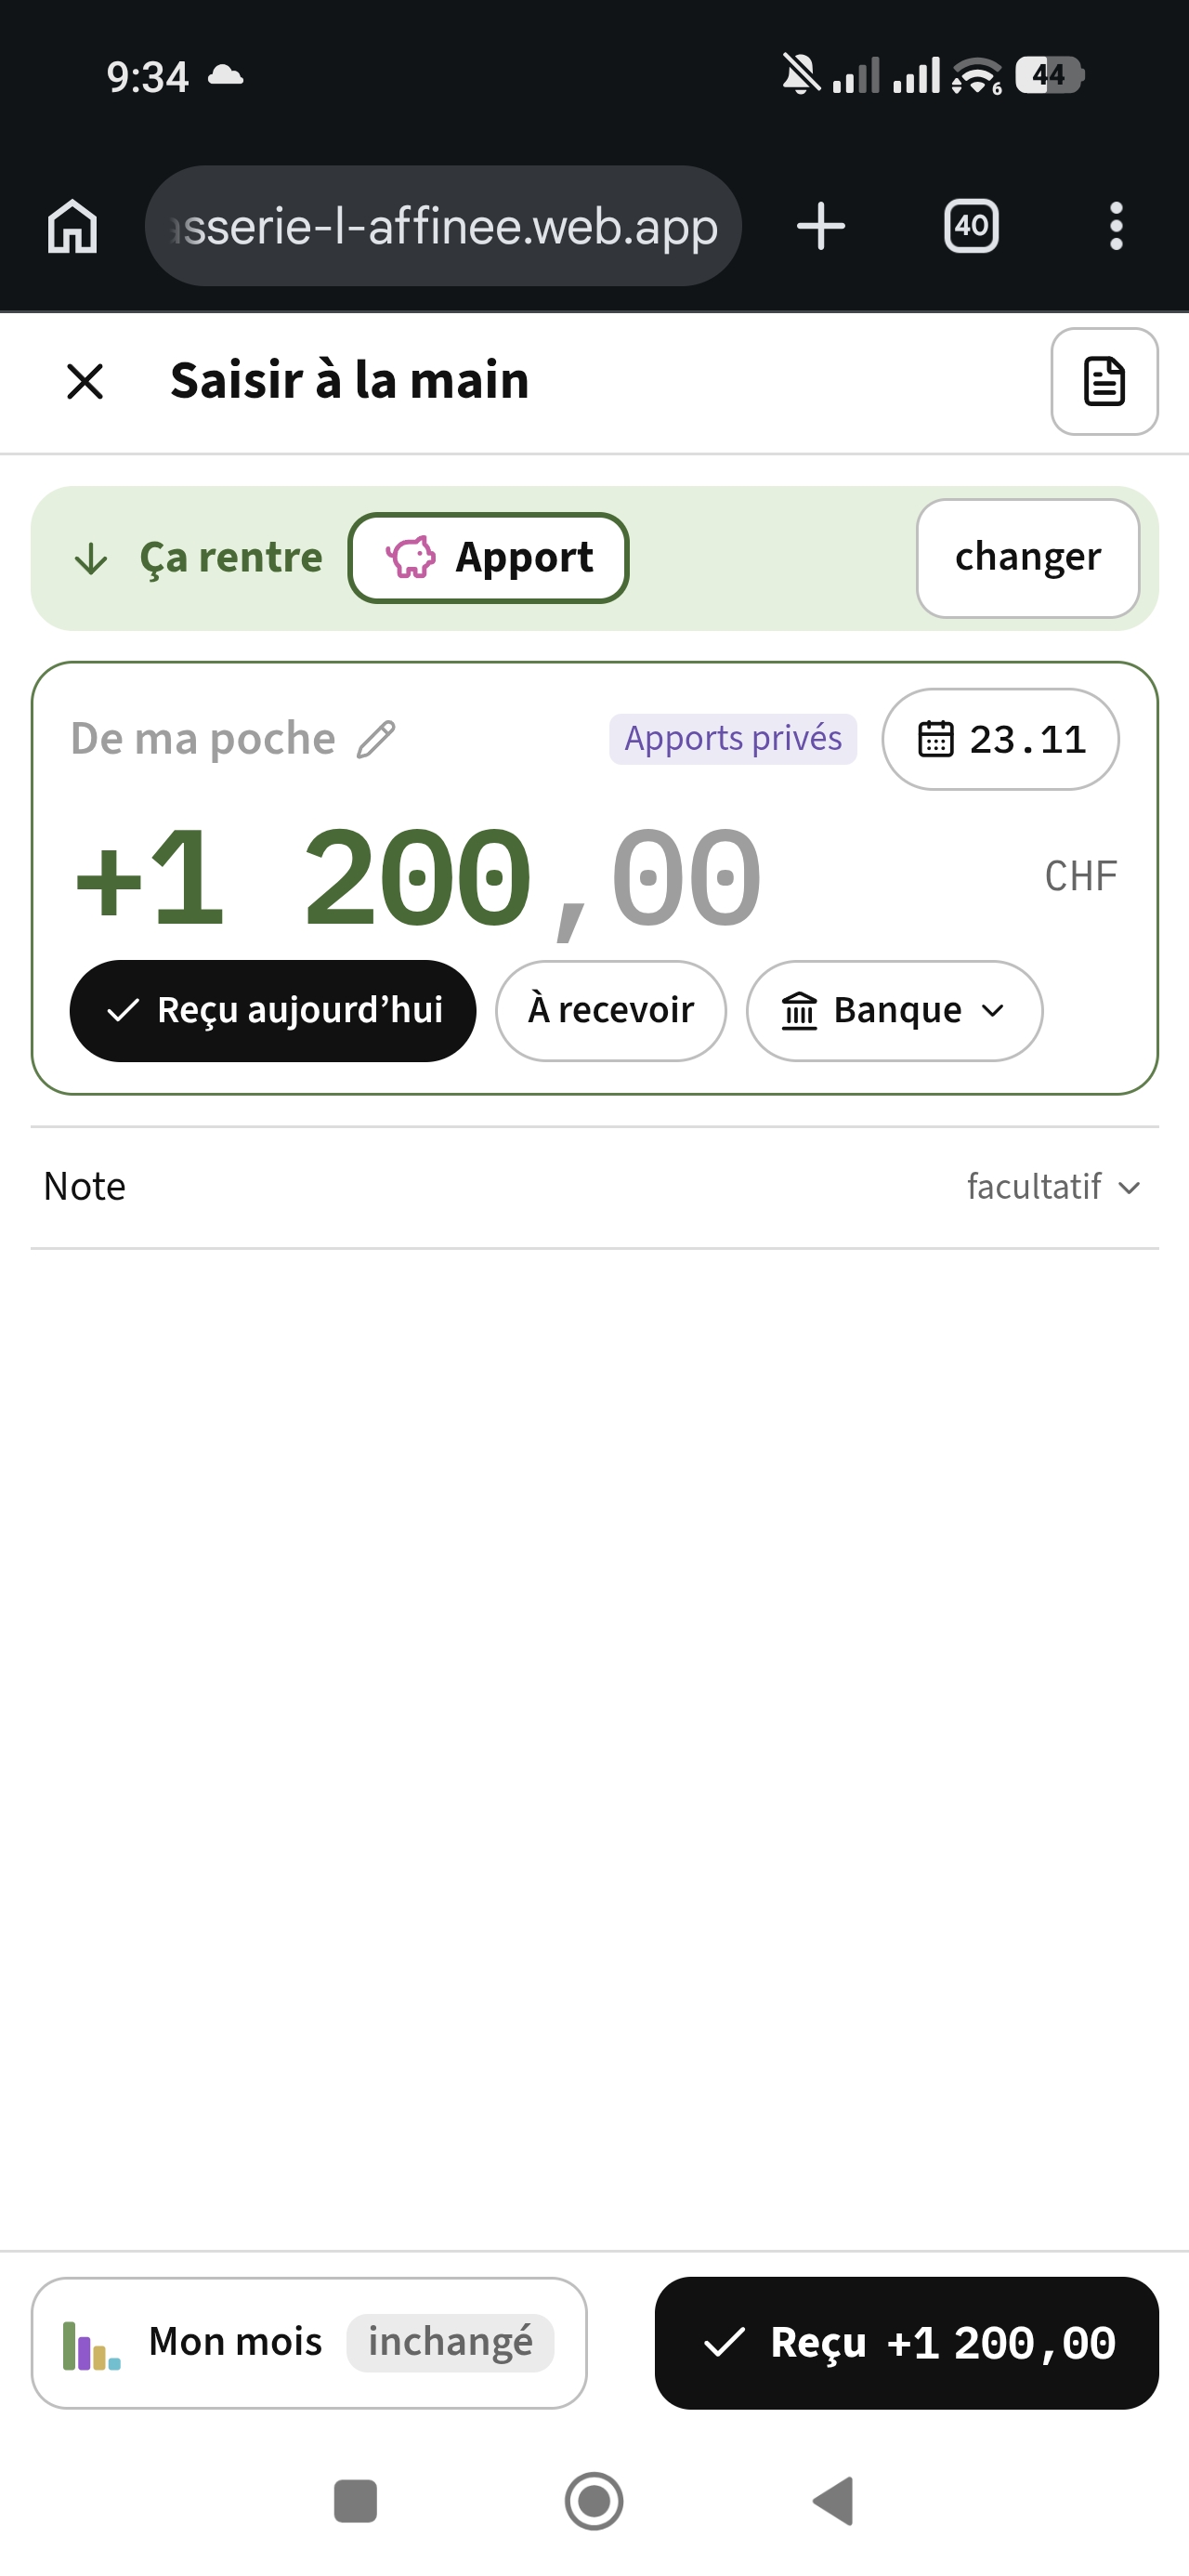 9:34
6
44
asserie-l-affinee.web.app
40
Saisir à la main
Ça rentre
Apport
changer
De ma poche
Apports privés
23.11
+1 200,00
CHF
Reçu aujourd’hui
À recevoir
Banque
Note
facultatif
Mon mois
inchangé
Reçu +1 200,00